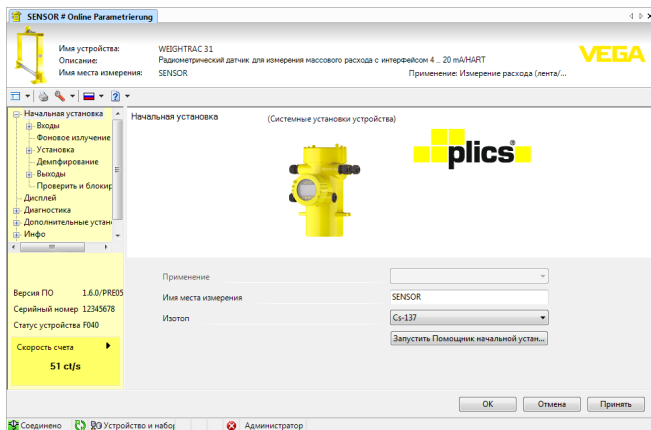 SENSOR # Online Parametrierung
Имя устройства: WEIGHTRAC 31
Описание: Радиометрический датчик для измерения массового расхода с интерфейсом 4 ... 20 mA/HART
Имя места измерения: SENSOR Применение: Измерение расхода (лента/...
VEGA
Начальная установка
Входы
Фоновое излучение
Установка
Демпфирование
Выходы
Проверить и блокир
Дисплей
Диагностика
Дополнительные устан
Инфо
Версия ПО 1.6.0/PRE05
Серийный номер 12345678
Статус устройства F040
Скорость счета
51 ct/s
Начальная установка (Системные установки устройства)
plics®
Применение
Имя места измерения SENSOR
Изотоп Cs-137
Запустить Помощник начальной устан...
OK Отмена Принять
Соединено Устройство и набор Администратор